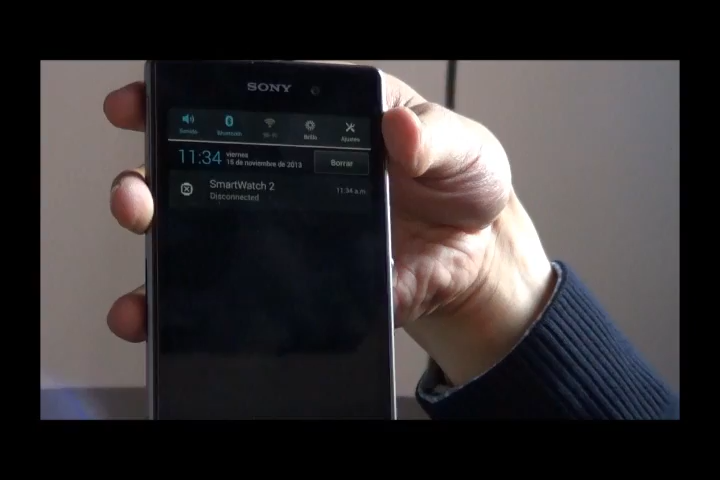 SONY
Sonido Bluetooth Wi-Fi Brillo Ajustes
11:34 viernes
15 de noviembre de 2013 Borrar
SmartWatch 2
Disconnected 11:34 a.m.